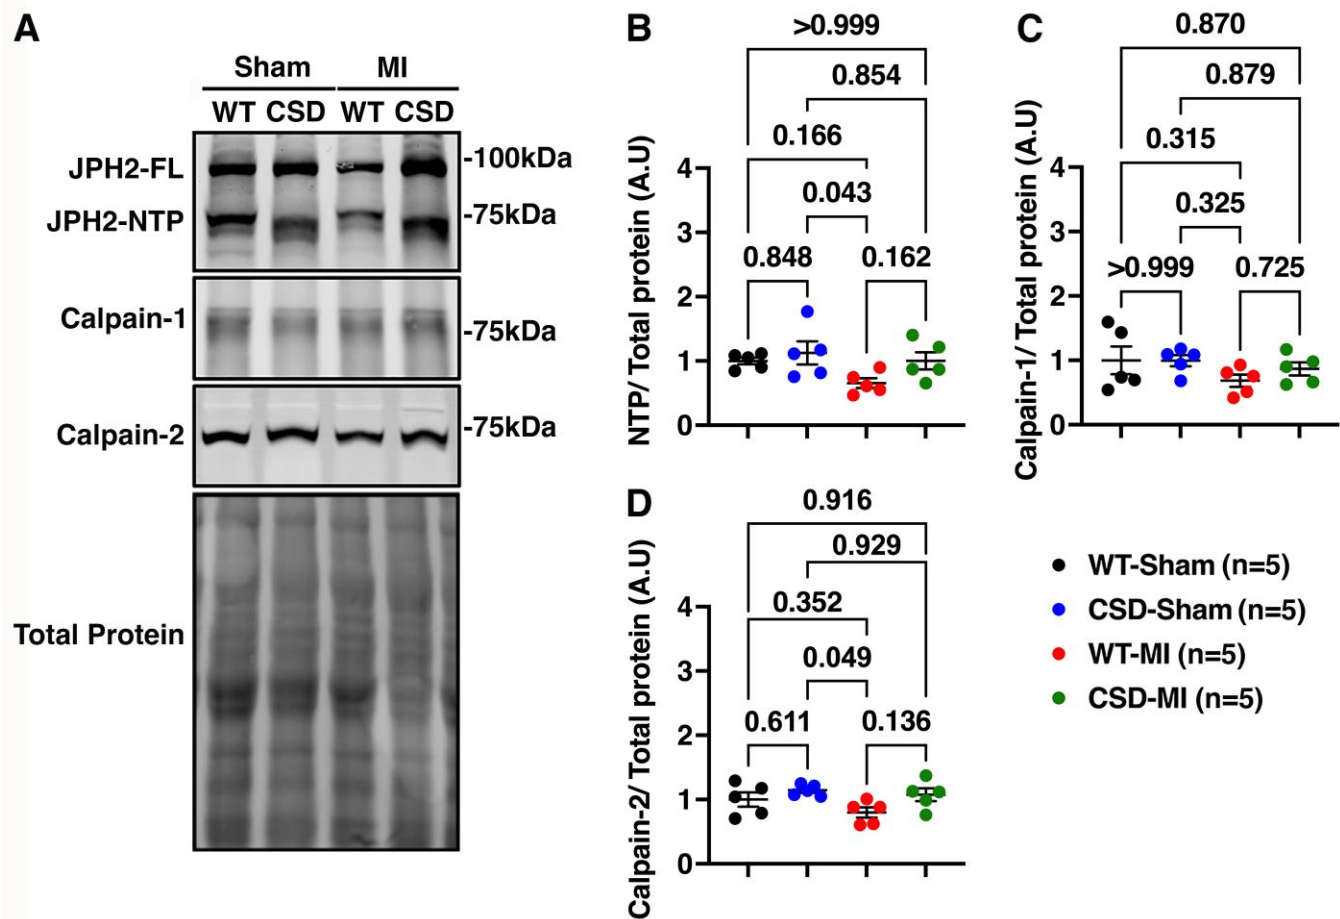 A
Sham MI
WT CSD WT CSD
JPH2-FL
-100kDa
JPH2-NTP
-75kDa
Calpain-1
-75kDa
Calpain-2
-75kDa
Total Protein
B
>0.999
0.854
0.166
0.043
0.848 0.162
NTP/ Total protein (A.U)
4
3
2
1
0
C
0.870
0.879
0.315
0.325
>0.999 0.725
Calpain-1/ Total protein (A.U)
4
3
2
1
0
D
0.916
0.929
0.352
0.049
0.611 0.136
Calpain-2/ Total protein (A.U)
4
3
2
1
0
WT-Sham (n=5)
CSD-Sham (n=5)
WT-MI (n=5)
CSD-MI (n=5)